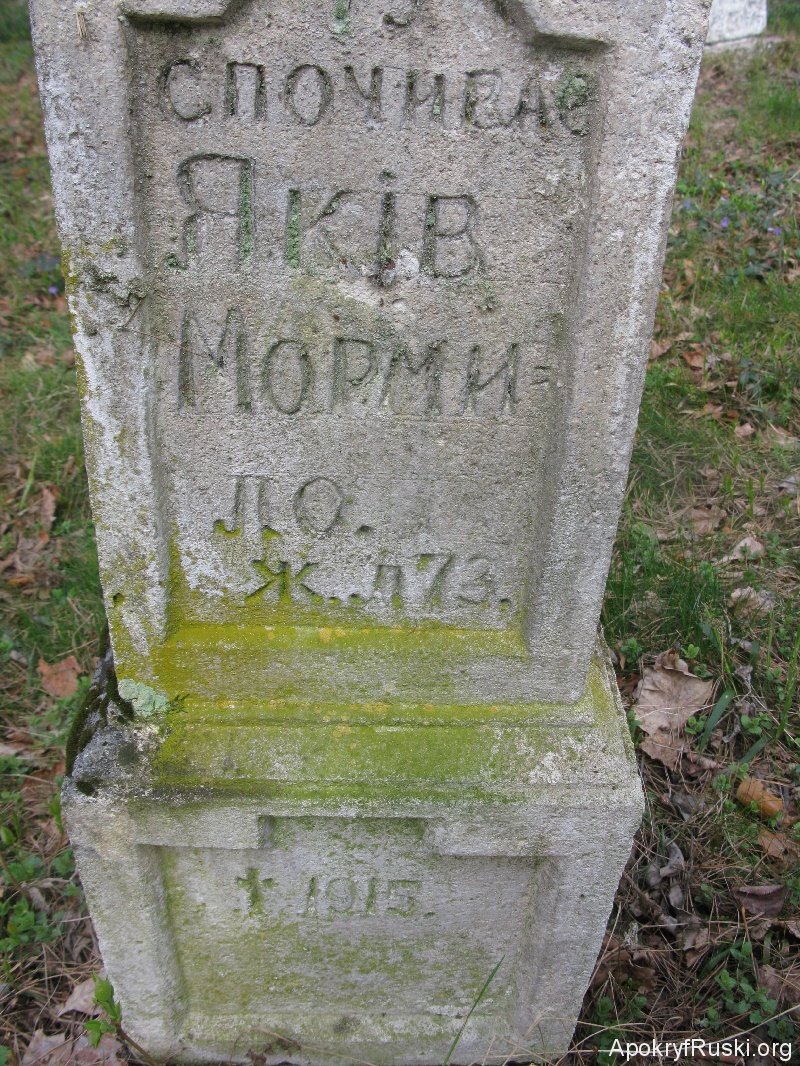 спочиває
Яків
Морми=
ло.
Ж..л 73.
† 1915.
ApokryfRuski.org